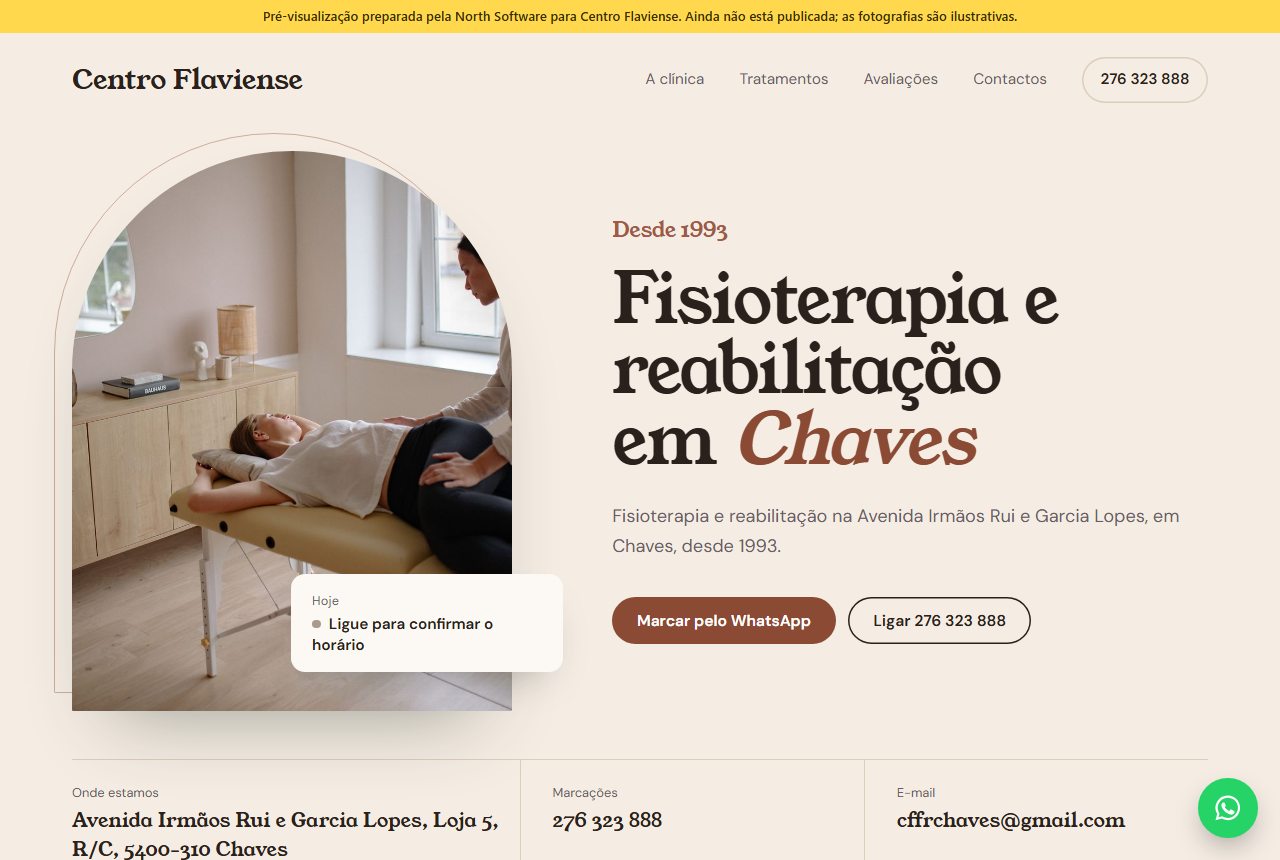 Pré-visualização preparada pela North Software para Centro Flaviense. Ainda não está publicada; as fotografias são ilustrativas.
Centro Flaviense
A clínica
Tratamentos
Avaliações
Contactos
276 323 888
BAUHAUS
Hoje
Ligue para confirmar o
horário
Desde 1993
Fisioterapia e
reabilitação
em Chaves
Fisioterapia e reabilitação na Avenida Irmãos Rui e Garcia Lopes, em
Chaves, desde 1993.
Marcar pelo WhatsApp
Ligar 276 323 888
Onde estamos
Avenida Irmãos Rui e Garcia Lopes, Loja 5,
R/C, 5400-310 Chaves
Marcações
276 323 888
E-mail
cffrchaves@gmail.com